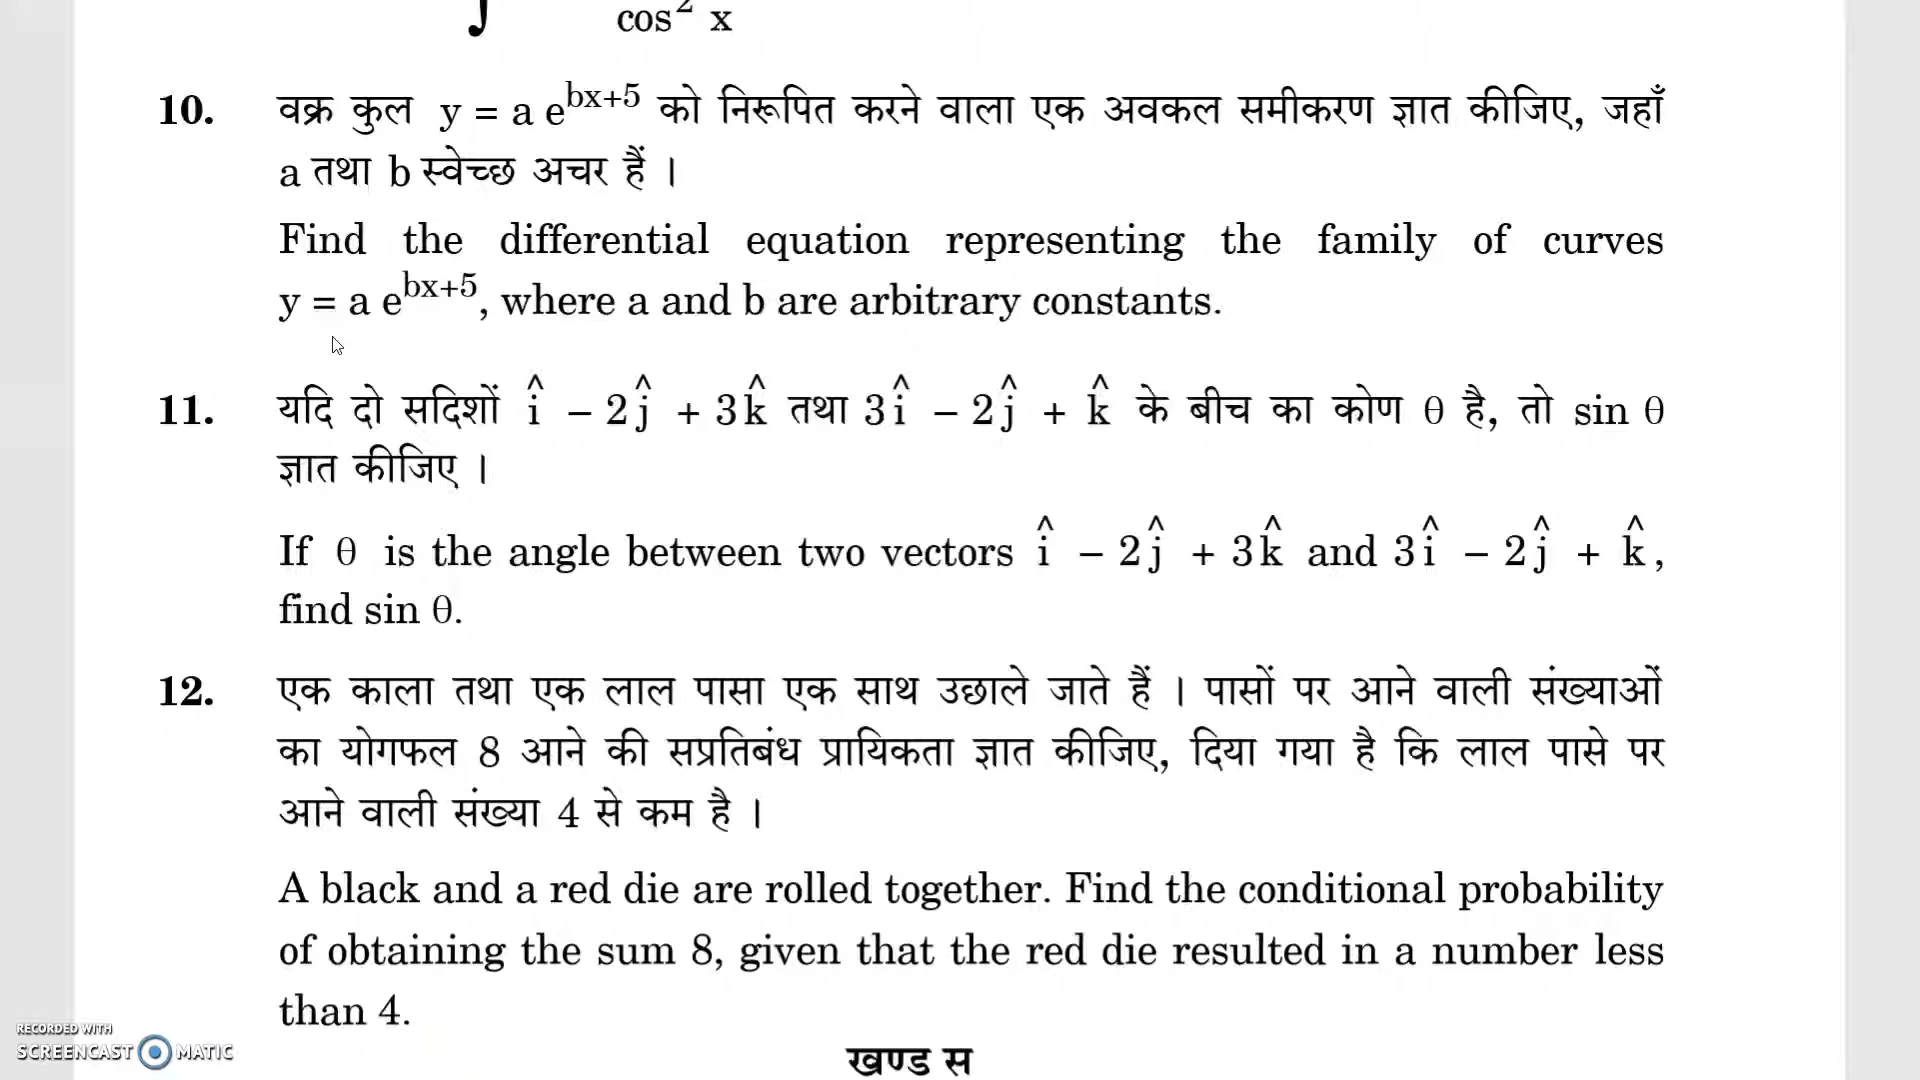 ∫ cos² x
10. वक्र कुल y = a e^{bx+5} को निरूपित करने वाला एक अवकल समीकरण ज्ञात कीजिए, जहाँ
a तथा b स्वेच्छ अचर हैं ।
Find the differential equation representing the family of curves
y = a e^{bx+5}, where a and b are arbitrary constants.
11. यदि दो सदिशों î – 2ĵ + 3k̂ तथा 3î – 2ĵ + k̂ के बीच का कोण θ है, तो sin θ
ज्ञात कीजिए ।
If θ is the angle between two vectors î – 2ĵ + 3k̂ and 3î – 2ĵ + k̂,
find sin θ.
12. एक काला तथा एक लाल पासा एक साथ उछाले जाते हैं । पासों पर आने वाली संख्याओं
का योगफल 8 आने की सप्रतिबंध प्रायिकता ज्ञात कीजिए, दिया गया है कि लाल पासे पर
आने वाली संख्या 4 से कम है ।
A black and a red die are rolled together. Find the conditional probability
of obtaining the sum 8, given that the red die resulted in a number less
than 4.
खण्ड स
RECORDED WITH
SCREENCAST MATIC